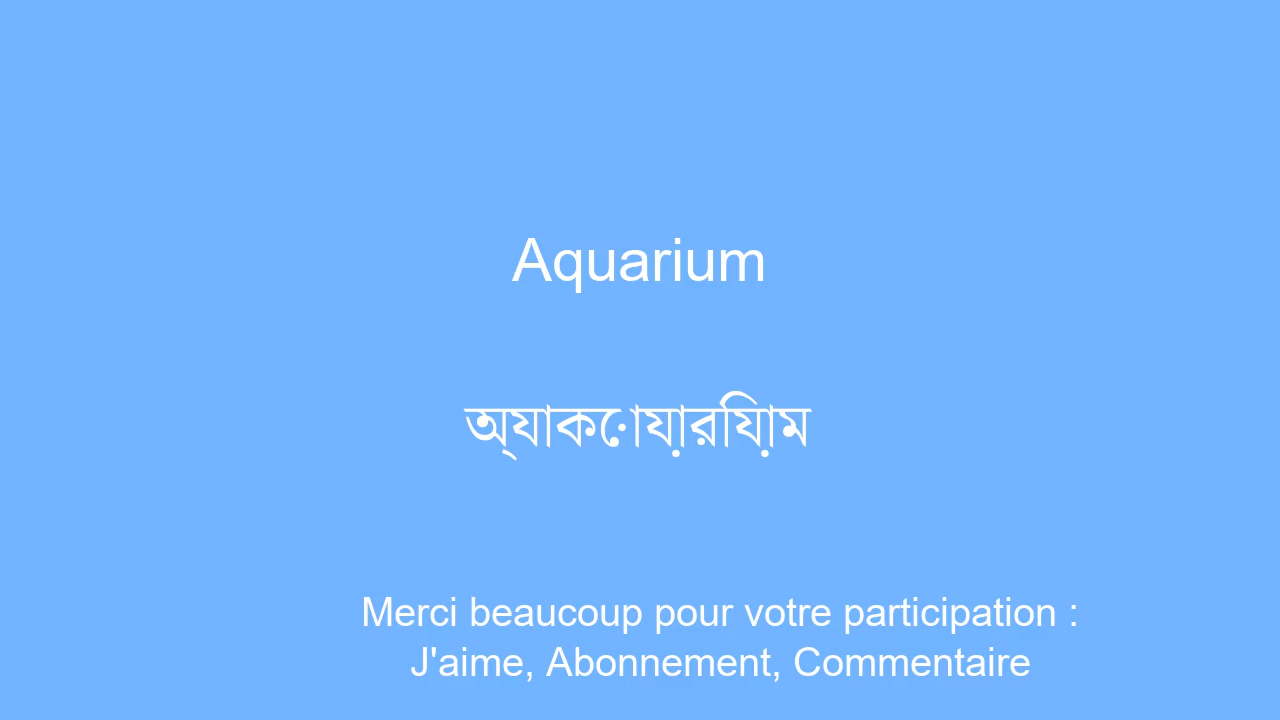 Aquarium
অ্যাকোয়ারিয়াম
Merci beaucoup pour votre participation :
J'aime, Abonnement, Commentaire